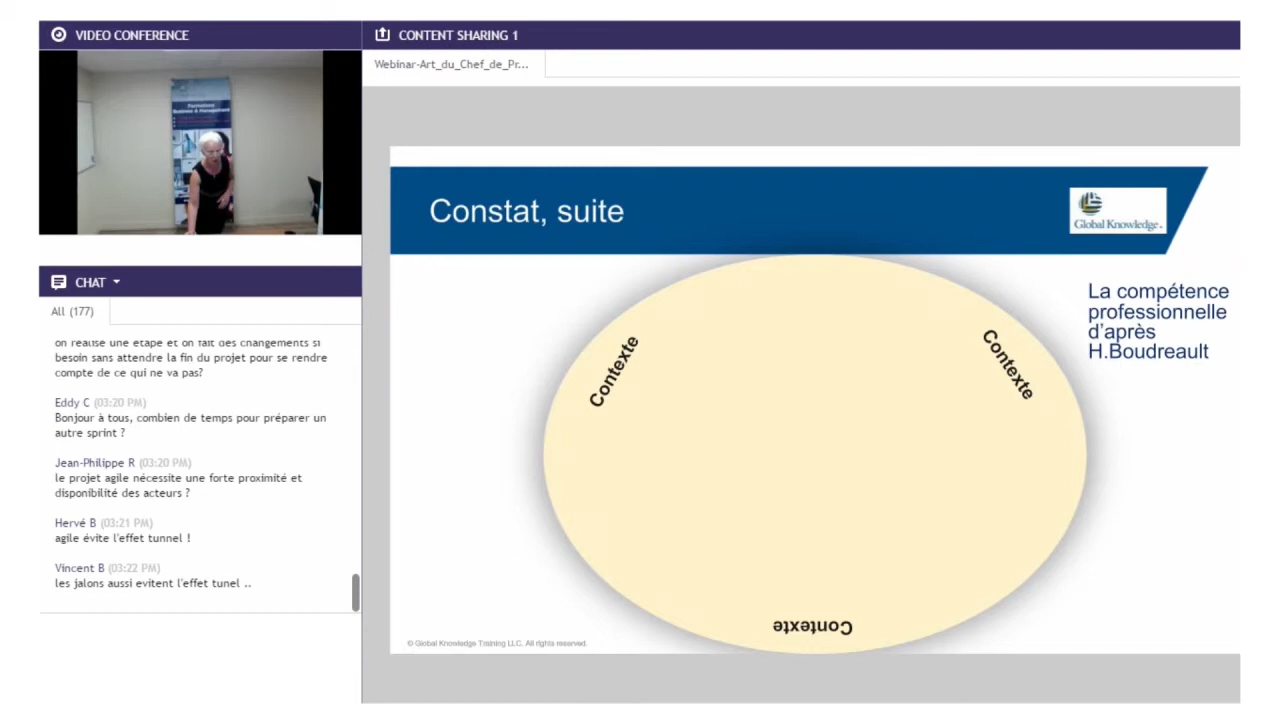 VIDEO CONFERENCE
Formations
Business & Management
CHAT
All (177)
on réalise une étape et on fait des changements si
besoin sans attendre la fin du projet pour se rendre
compte de ce qui ne va pas?
Eddy C (03:20 PM)
Bonjour à tous, combien de temps pour préparer un
autre sprint ?
Jean-Philippe R (03:20 PM)
le projet agile nécessite une forte proximité et
disponibilité des acteurs ?
Hervé B (03:21 PM)
agile évite l'effet tunnel !
Vincent B (03:22 PM)
les jalons aussi evitent l'effet tunel ..
CONTENT SHARING 1
Webinar-Art_du_Chef_de_Pr...
Constat, suite
Global Knowledge.
La compétence
professionnelle
d'après
H.Boudreault
Contexte
Contexte
Contexte
© Global Knowledge Training LLC. All rights reserved.